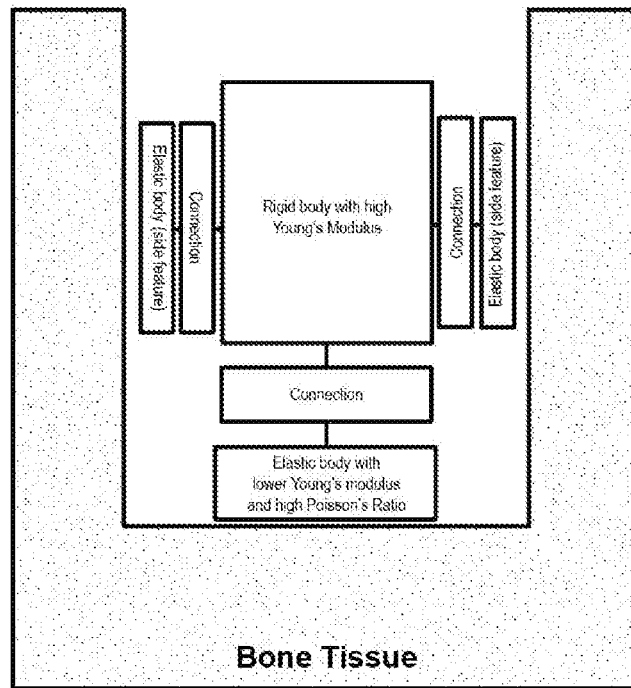 Elastic body (side feature)
Connection
Rigid body with high
Young's Modulus
Connection
Elastic body (side feature)
Connection
Elastic body with
lower Young's modulus
and high Poisson's Ratio
Bone Tissue